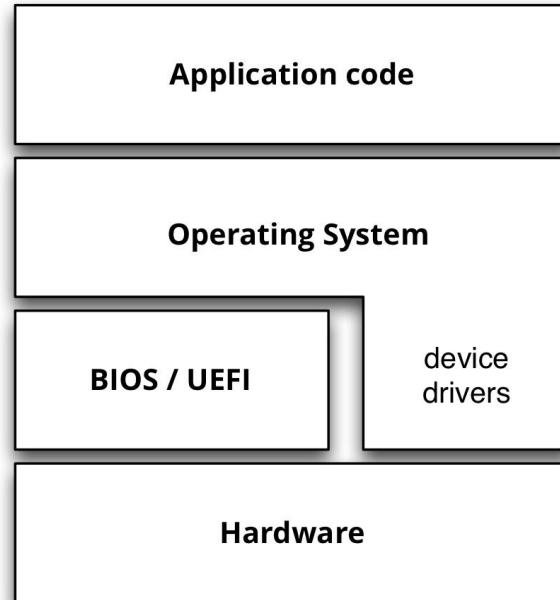 Application code
Operating System
BIOS / UEFI
device
drivers
Hardware